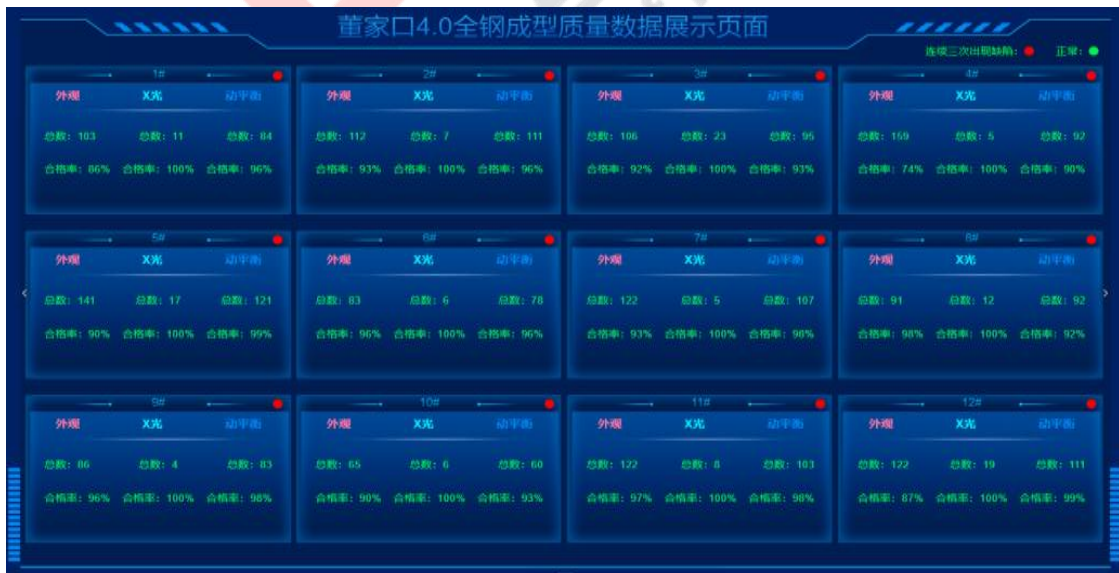 董家口4.0全钢成型质量数据展示页面
连续三次出现缺陷： 正常：
1# 2# 3# 4#
外观 X光 动平衡 外观 X光 动平衡 外观 X光 动平衡 外观 X光 动平衡
总数：103 总数：11 总数：84 总数：112 总数：7 总数：111 总数：106 总数：23 总数：95 总数：159 总数：5 总数：92
合格率：86% 合格率：100% 合格率：96% 合格率：93% 合格率：100% 合格率：96% 合格率：92% 合格率：100% 合格率：93% 合格率：74% 合格率：100% 合格率：90%
5# 6# 7# 8#
外观 X光 动平衡 外观 X光 动平衡 外观 X光 动平衡 外观 X光 动平衡
总数：141 总数：17 总数：121 总数：83 总数：6 总数：78 总数：122 总数：5 总数：107 总数：91 总数：12 总数：92
合格率：90% 合格率：100% 合格率：99% 合格率：96% 合格率：100% 合格率：96% 合格率：93% 合格率：100% 合格率：98% 合格率：98% 合格率：100% 合格率：92%
9# 10# 11# 12#
外观 X光 动平衡 外观 X光 动平衡 外观 X光 动平衡 外观 X光 动平衡
总数：86 总数：4 总数：83 总数：65 总数：6 总数：60 总数：122 总数：8 总数：103 总数：122 总数：19 总数：111
合格率：96% 合格率：100% 合格率：98% 合格率：90% 合格率：100% 合格率：93% 合格率：97% 合格率：100% 合格率：98% 合格率：87% 合格率：100% 合格率：99%